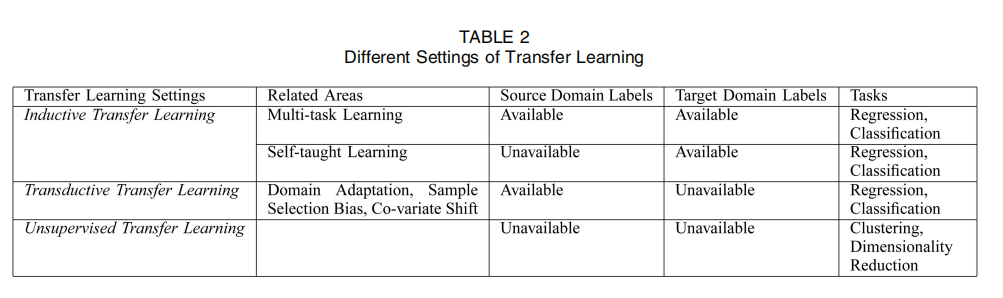 TABLE 2
Different Settings of Transfer Learning
Transfer Learning Settings Related Areas Source Domain Labels Target Domain Labels Tasks
Inductive Transfer Learning Multi-task Learning Available Available Regression,
Classification
Self-taught Learning Unavailable Available Regression,
Classification
Transductive Transfer Learning Domain Adaptation, Sample Available Unavailable Regression,
Selection Bias, Co-variate Shift Classification
Unsupervised Transfer Learning Unavailable Unavailable Clustering,
Dimensionality
Reduction